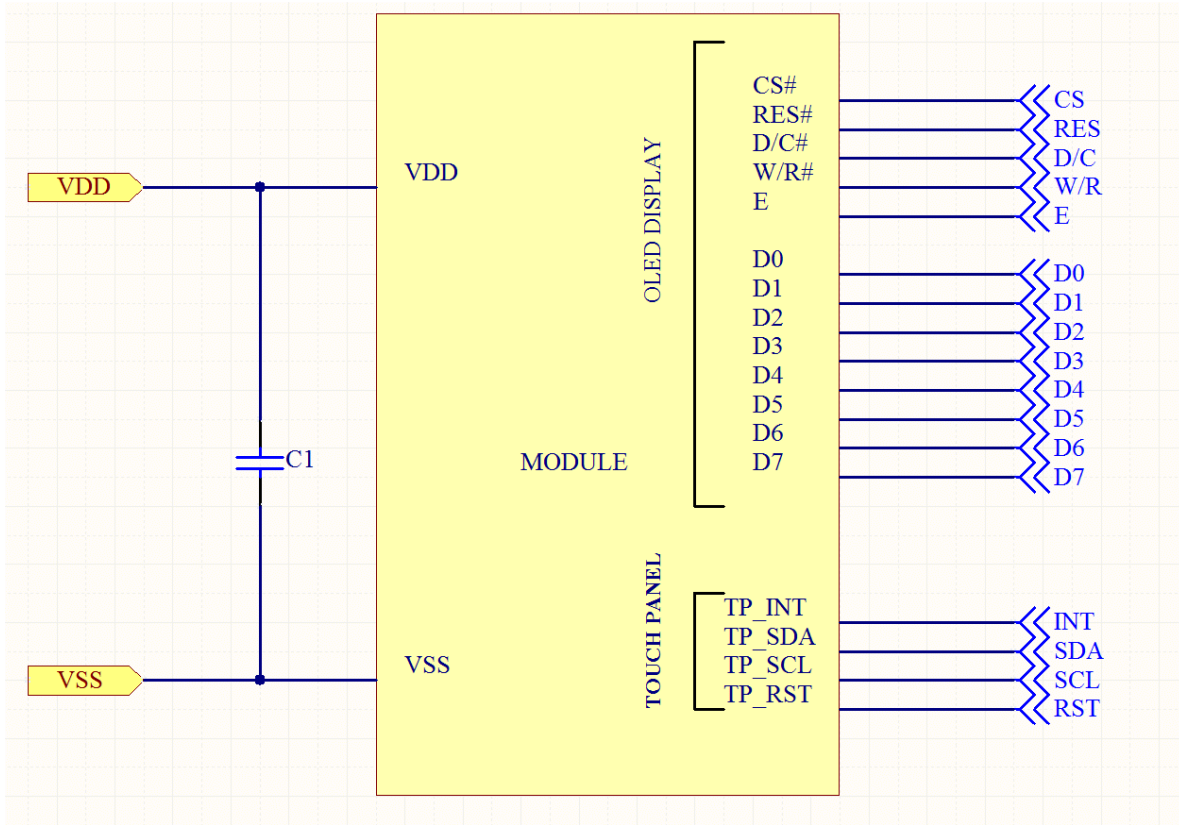 VDD
VSS
C1
VDD
VSS
MODULE
OLED DISPLAY
CS#
RES#
D/C#
W/R#
E
D0
D1
D2
D3
D4
D5
D6
D7
TOUCH PANEL
TP_INT
TP_SDA
TP_SCL
TP_RST
CS
RES
D/C
W/R
E
D0
D1
D2
D3
D4
D5
D6
D7
INT
SDA
SCL
RST